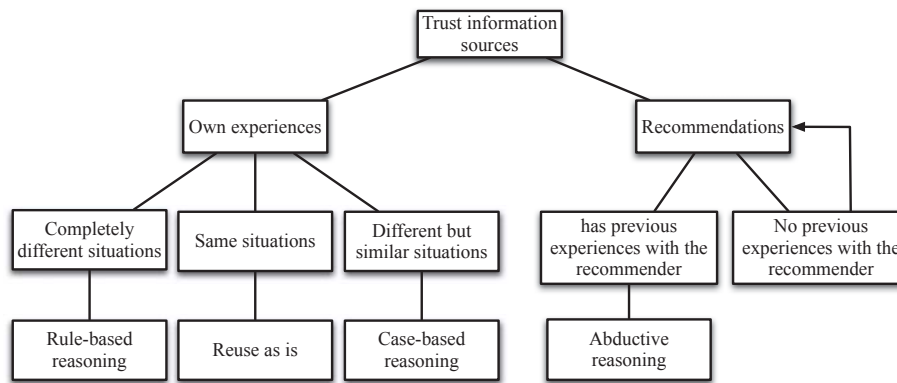 Trust information
sources
Own experiences
Recommendations
Completely
different situations
Same situations
Different but
similar situations
has previous
experiences with the
recommender
No previous
experiences with the
recommender
Rule-based
reasoning
Reuse as is
Case-based
reasoning
Abductive
reasoning